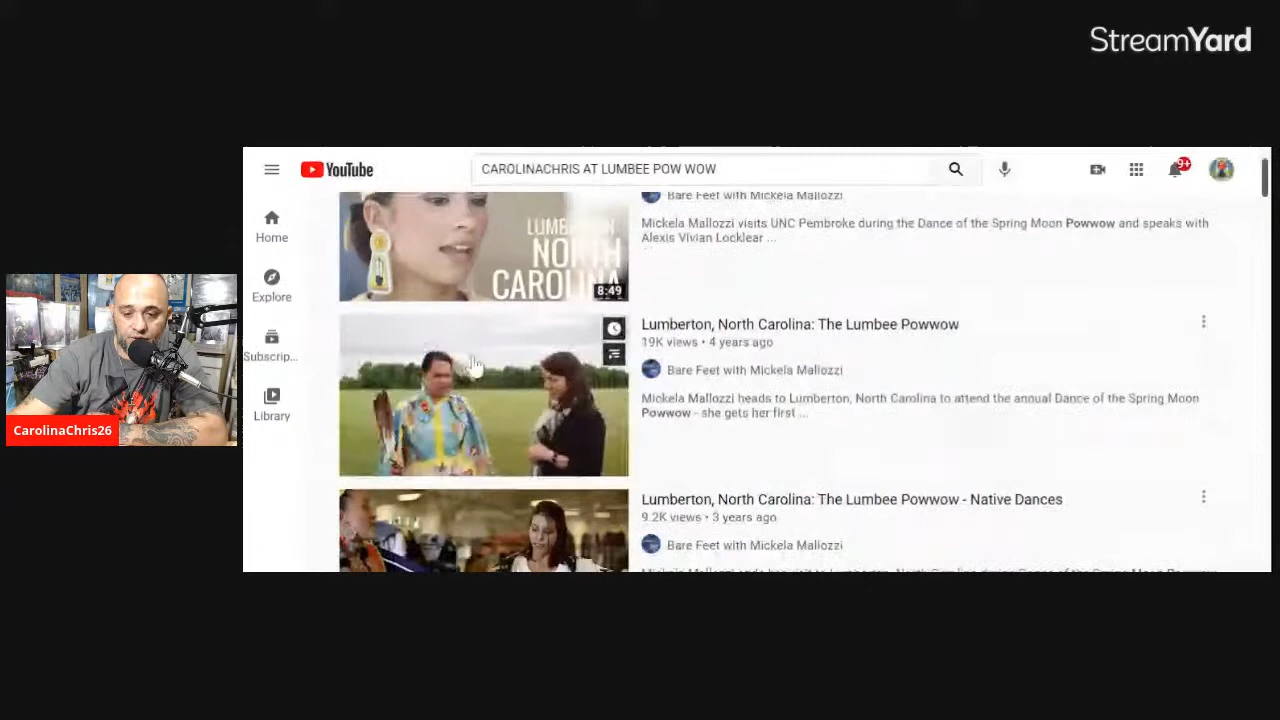 StreamYard
YouTube
CAROLINACHRIS AT LUMBEE POW WOW
9+
Home
Explore
Subscrip...
Library
LUMBERTON
NORTH
CAROLINA
8:49
Bare Feet with Mickela Mallozzi
Mickela Mallozzi visits UNC Pembroke during the Dance of the Spring Moon Powwow and speaks with
Alexis Vivian Locklear ...
Lumberton, North Carolina: The Lumbee Powwow
19K views • 4 years ago
Bare Feet with Mickela Mallozzi
Mickela Mallozzi heads to Lumberton, North Carolina to attend the annual Dance of the Spring Moon
Powwow - she gets her first ...
Lumberton, North Carolina: The Lumbee Powwow - Native Dances
9.2K views • 3 years ago
Bare Feet with Mickela Mallozzi
CarolinaChris26